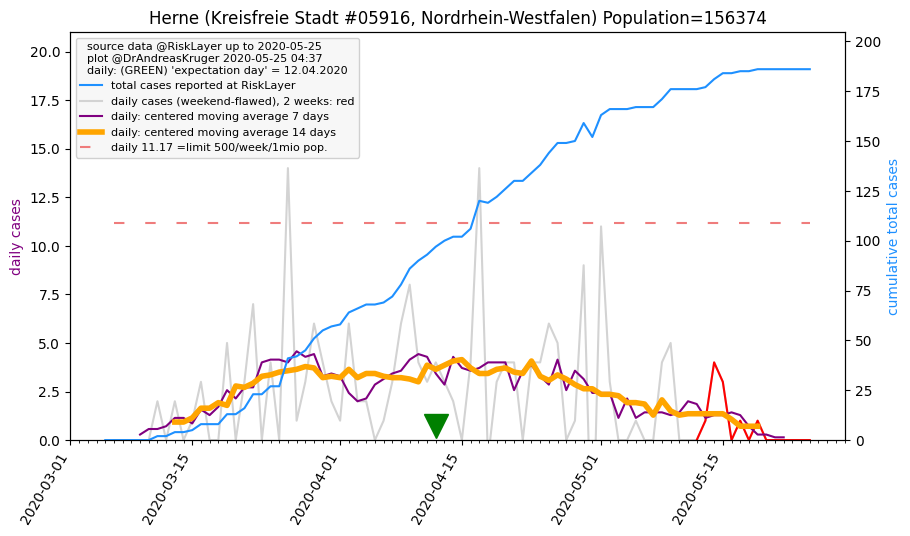 Herne (Kreisfreie Stadt #05916, Nordrhein-Westfalen) Population=156374
source data @RiskLayer up to 2020-05-25
plot @DrAndreasKruger 2020-05-25 04:37
daily: (GREEN) 'expectation day' = 12.04.2020
total cases reported at RiskLayer
daily cases (weekend-flawed), 2 weeks: red
daily: centered moving average 7 days
daily: centered moving average 14 days
daily 11.17 =limit 500/week/1mio pop.
daily cases
20.0
17.5
15.0
12.5
10.0
7.5
5.0
2.5
0.0
cumulative total cases
200
175
150
125
100
75
50
25
0
2020-03-01
2020-03-15
2020-04-01
2020-04-15
2020-05-01
2020-05-15